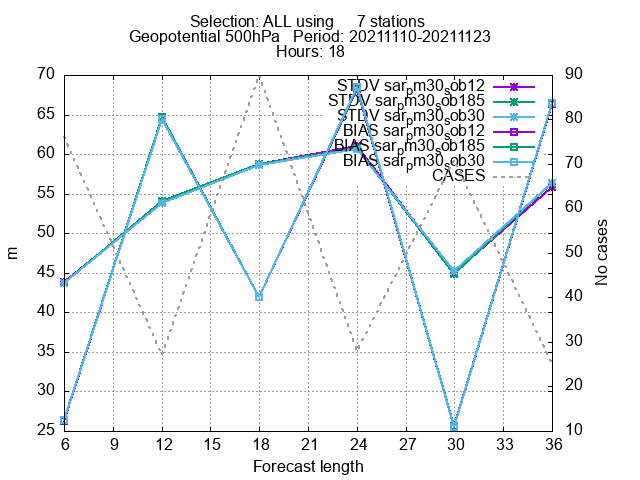 Selection: ALL using 7 stations
Geopotential 500hPa Period: 20211110-20211123
Hours: 18
70 90
STDV sar_pm30_sob12
STDV sar_pm30_sob185
65 80
STDV sar_pm30_sob30
BIAS sar_pm30_sob12
BIAS sar_pm30_sob185
60 70
BIAS sar_pm30_sob30
CASES
55 60
50 50
m
No cases
45 40
40
35 30
30 20
25 10
6 9 12 15 18 21 24 27 30 33 36
Forecast length